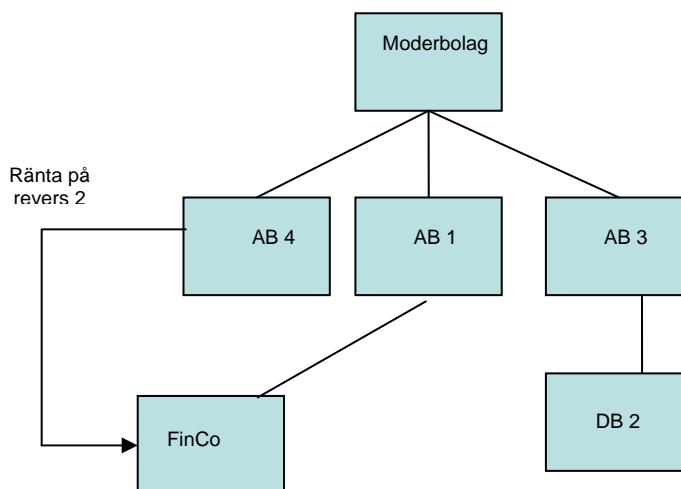 Moderbolag
Ränta på
revers 2
AB 4
AB 1
AB 3
FinCo
DB 2